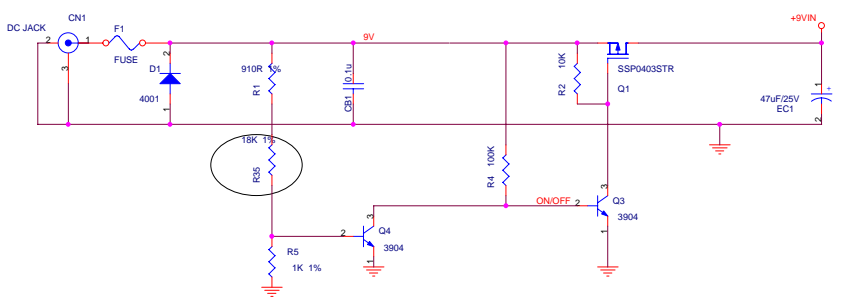 DC JACK
CN1
2
1
3
F1
FUSE
9V
+9VIN
2
D1
4001
1
910R 1%
R1
0.1u
CB1
10K
R2
SSP0403STR
Q1
1
+
47uF/25V
EC1
2
18K 1%
R35
100K
R4
ON/OFF
2
3
Q3
3904
1
3
2
Q4
3904
1
R5
1K 1%